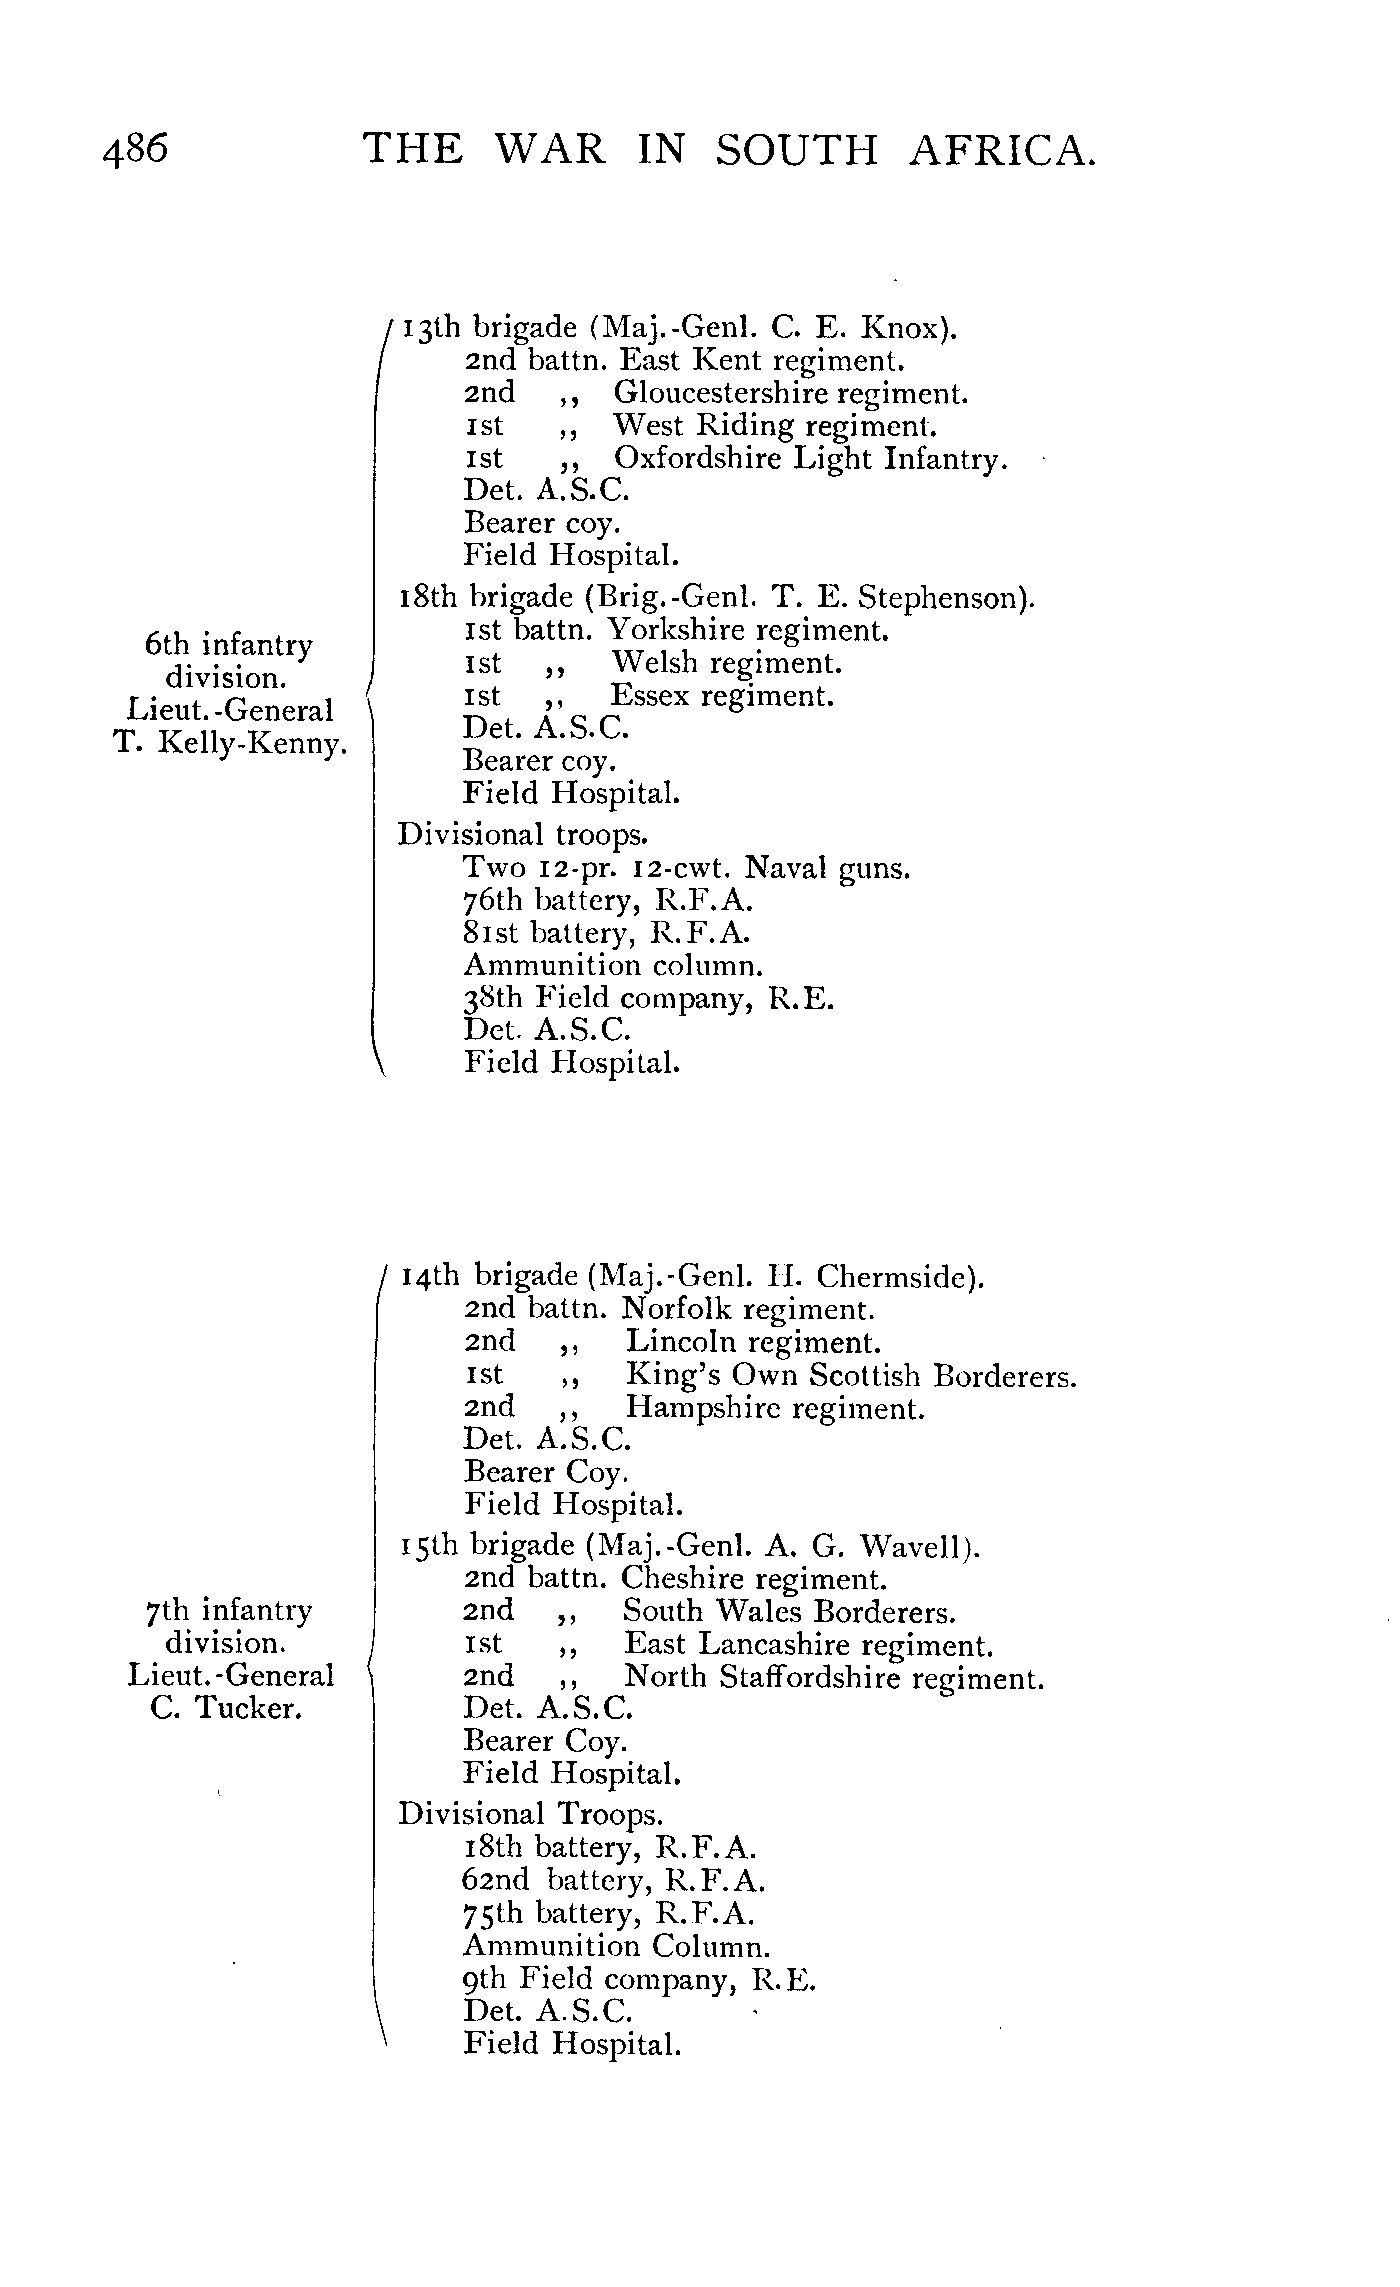 486 THE WAR IN SOUTH AFRICA.
13th brigade (Maj.-Genl. C. E. Knox).
2nd battn. East Kent regiment.
2nd ,, Gloucestershire regiment.
1st ,, West Riding regiment.
1st ,, Oxfordshire Light Infantry.
Det. A.S.C.
Bearer coy.
Field Hospital.
18th brigade (Brig.-Genl. T. E. Stephenson).
1st battn. Yorkshire regiment.
1st ,, Welsh regiment.
1st ,, Essex regiment.
Det. A.S.C.
Bearer coy.
Field Hospital.
6th infantry
division.
Lieut.-General
T. Kelly-Kenny.
Divisional troops.
Two 12-pr. 12-cwt. Naval guns.
76th battery, R.F.A.
81st battery, R.F.A.
Ammunition column.
38th Field company, R.E.
Det. A.S.C.
Field Hospital.
14th brigade (Maj.-Genl. H. Chermside).
2nd battn. Norfolk regiment.
2nd ,, Lincoln regiment.
1st ,, King's Own Scottish Borderers.
2nd ,, Hampshire regiment.
Det. A.S.C.
Bearer Coy.
Field Hospital.
15th brigade (Maj.-Genl. A. G. Wavell).
2nd battn. Cheshire regiment.
2nd ,, South Wales Borderers.
1st ,, East Lancashire regiment.
2nd ,, North Staffordshire regiment.
Det. A.S.C.
Bearer Coy.
Field Hospital.
7th infantry
division.
Lieut.-General
C. Tucker.
Divisional Troops.
18th battery, R.F.A.
62nd battery, R.F.A.
75th battery, R.F.A.
Ammunition Column.
9th Field company, R.E.
Det. A.S.C.
Field Hospital.